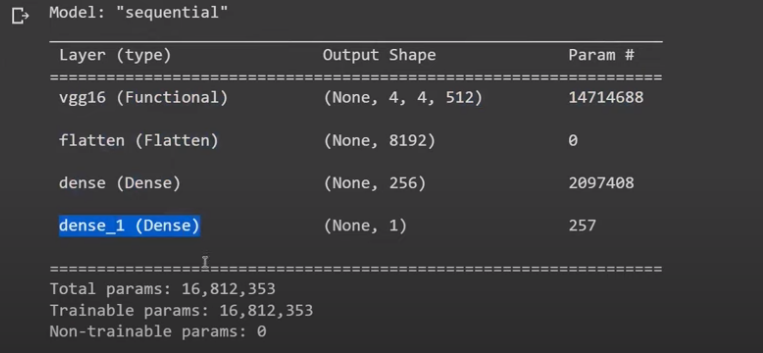 Model: "sequential"
Layer (type) Output Shape Param #
vgg16 (Functional) (None, 4, 4, 512) 14714688
flatten (Flatten) (None, 8192) 0
dense (Dense) (None, 256) 2097408
dense_1 (Dense) (None, 1) 257
Total params: 16,812,353
Trainable params: 16,812,353
Non-trainable params: 0